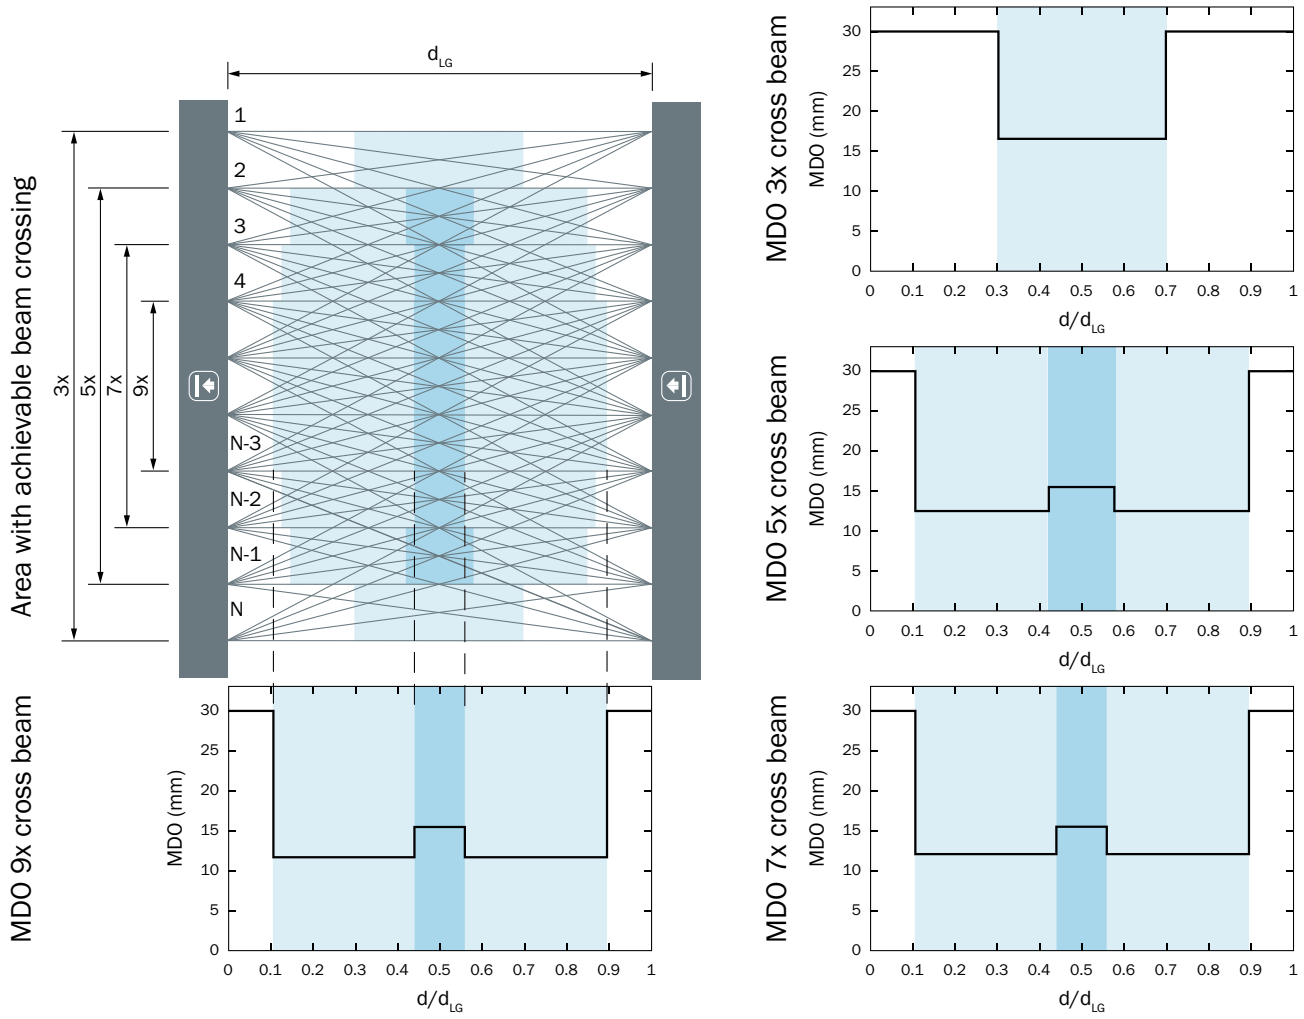 d_LG
1
2
3
4
N-3
N-2
N-1
N
Area with achievable beam crossing
3x
5x
7x
9x
MDO 3x cross beam
MDO (mm)
30
25
20
15
10
5
0
0 0.1 0.2 0.3 0.4 0.5 0.6 0.7 0.8 0.9 1
d/d_LG
MDO 5x cross beam
MDO (mm)
30
25
20
15
10
5
0
0 0.1 0.2 0.3 0.4 0.5 0.6 0.7 0.8 0.9 1
d/d_LG
MDO 9x cross beam
MDO (mm)
30
25
20
15
10
5
0
0 0.1 0.2 0.3 0.4 0.5 0.6 0.7 0.8 0.9 1
d/d_LG
MDO 7x cross beam
MDO (mm)
30
25
20
15
10
5
0
0 0.1 0.2 0.3 0.4 0.5 0.6 0.7 0.8 0.9 1
d/d_LG